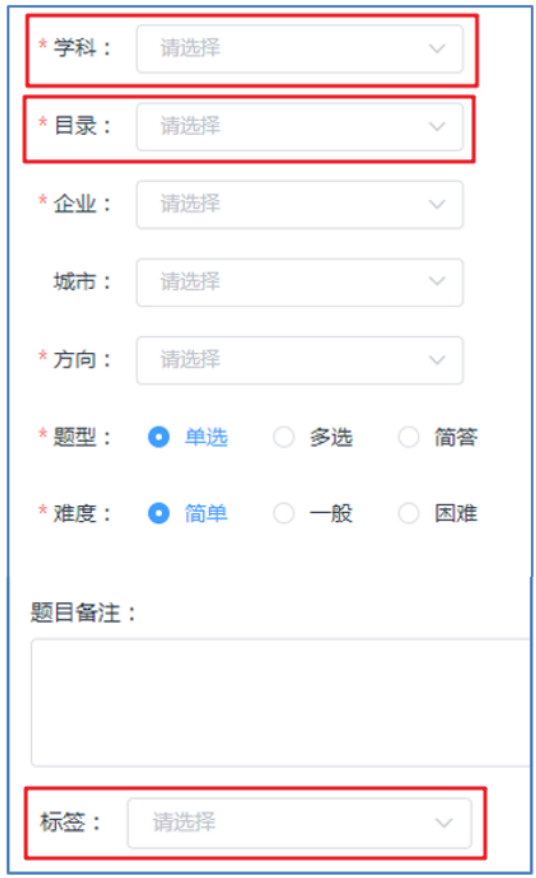 * 学科： 请选择
* 目录： 请选择
* 企业： 请选择
城市： 请选择
* 方向： 请选择
* 题型： 单选 多选 简答
* 难度： 简单 一般 困难
题目备注：
标签： 请选择